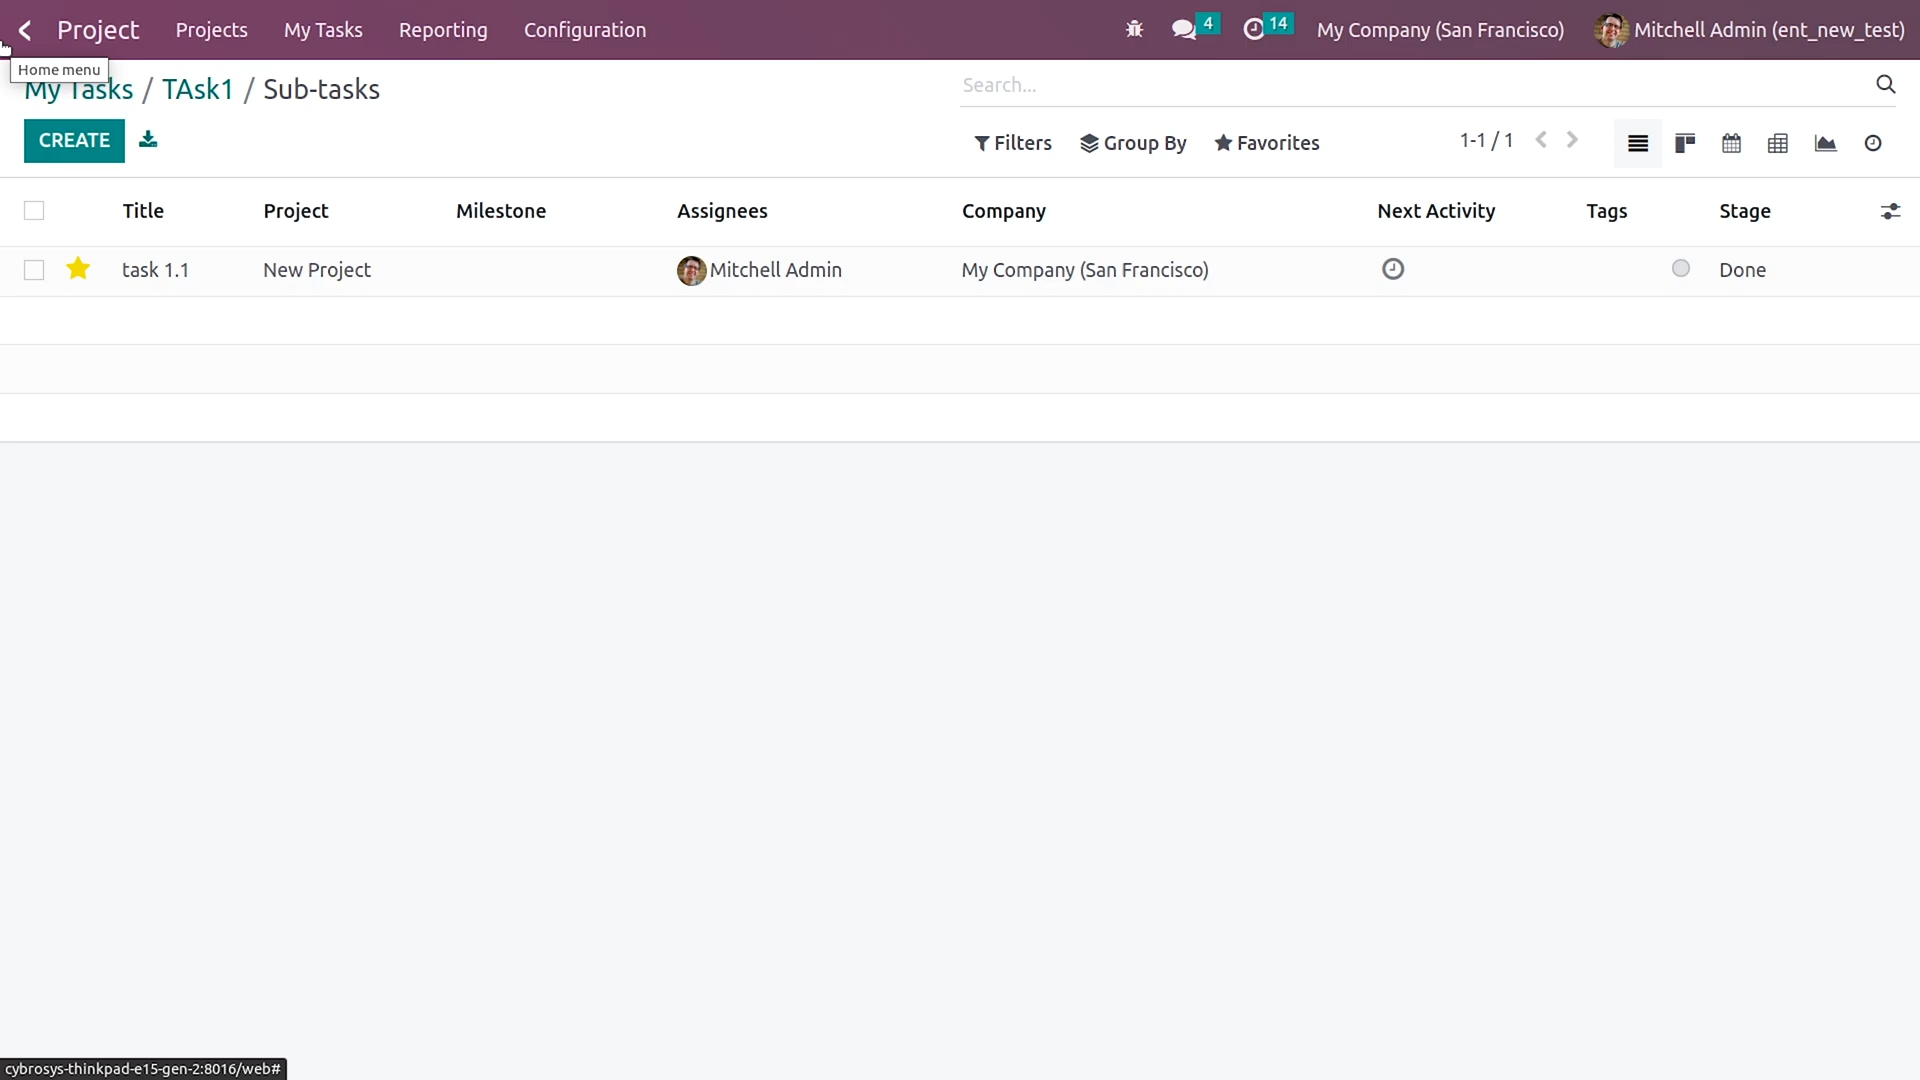 Project Projects My Tasks Reporting Configuration 4 14 My Company (San Francisco) Mitchell Admin (ent_new_test)
Home menu
My Tasks / TAsk1 / Sub-tasks
Search...
CREATE
Filters Group By Favorites 1-1 / 1
Title Project Milestone Assignees Company Next Activity Tags Stage
task 1.1 New Project Mitchell Admin My Company (San Francisco) Done
cybrosys-thinkpad-e15-gen-2:8016/web#